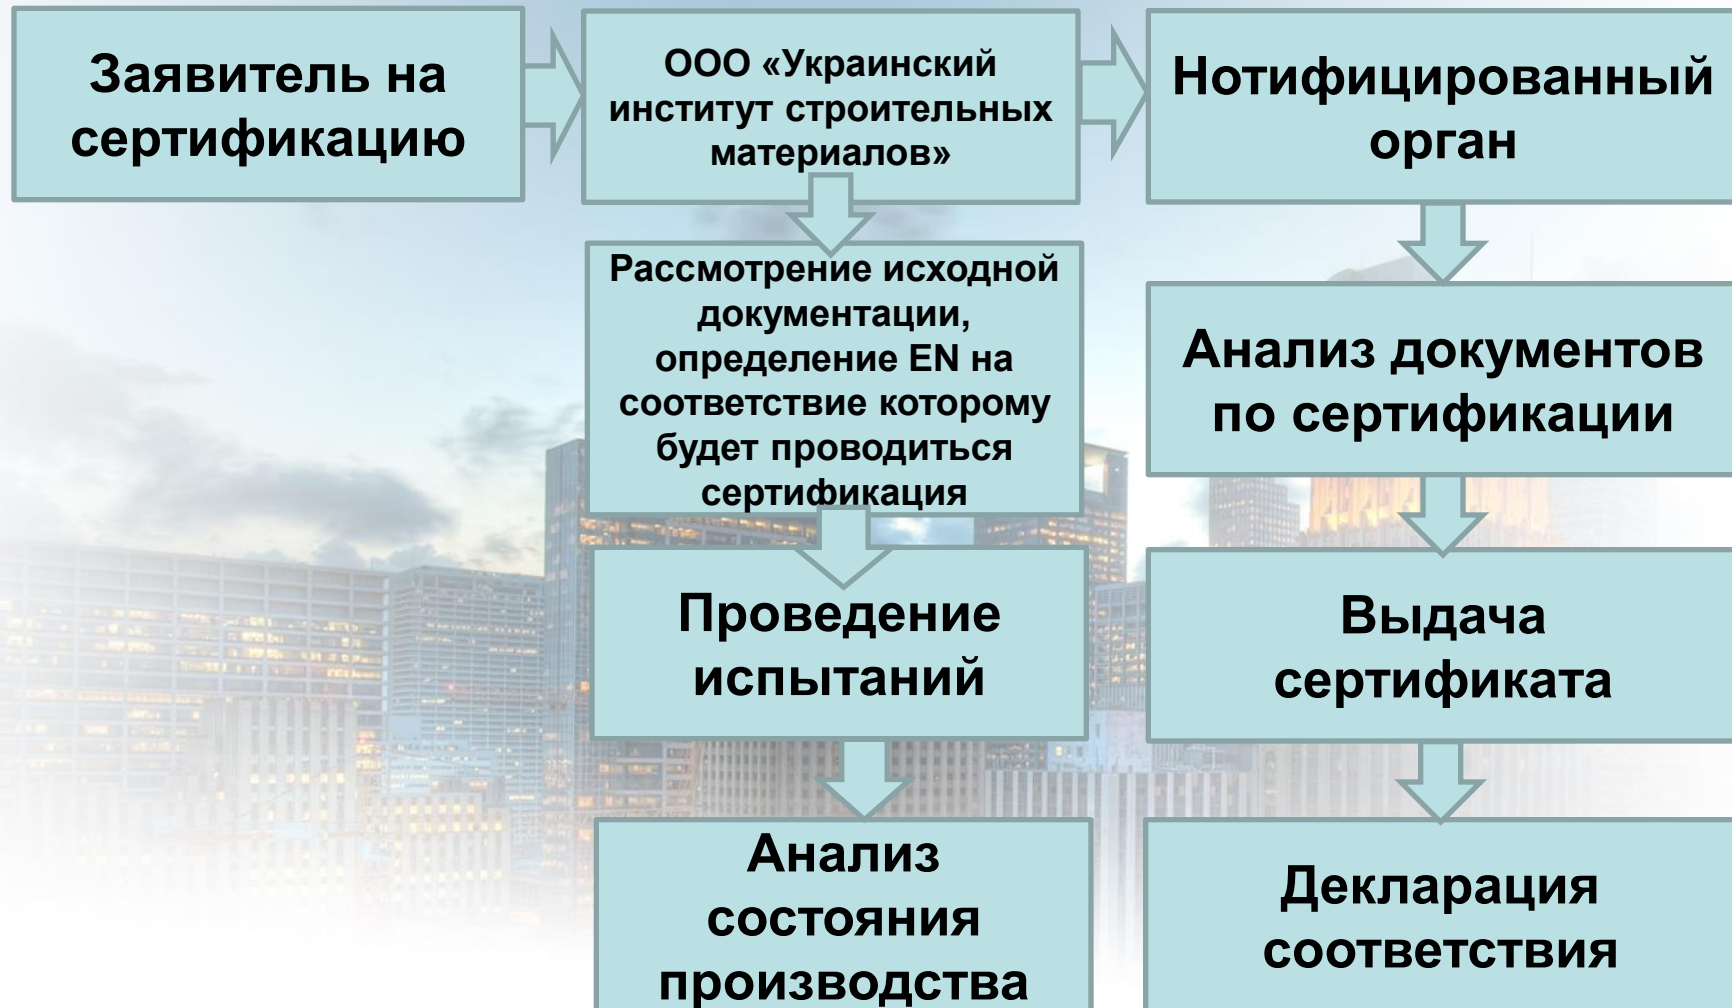 Заявитель на
сертификацию
ООО «Украинский
институт строительных
материалов»
Нотифицированный
орган
Рассмотрение исходной
документации,
определение EN на
соответствие которому
будет проводиться
сертификация
Анализ документов
по сертификации
Проведение
испытаний
Выдача
сертификата
Анализ
состояния
производства
Декларация
соответствия